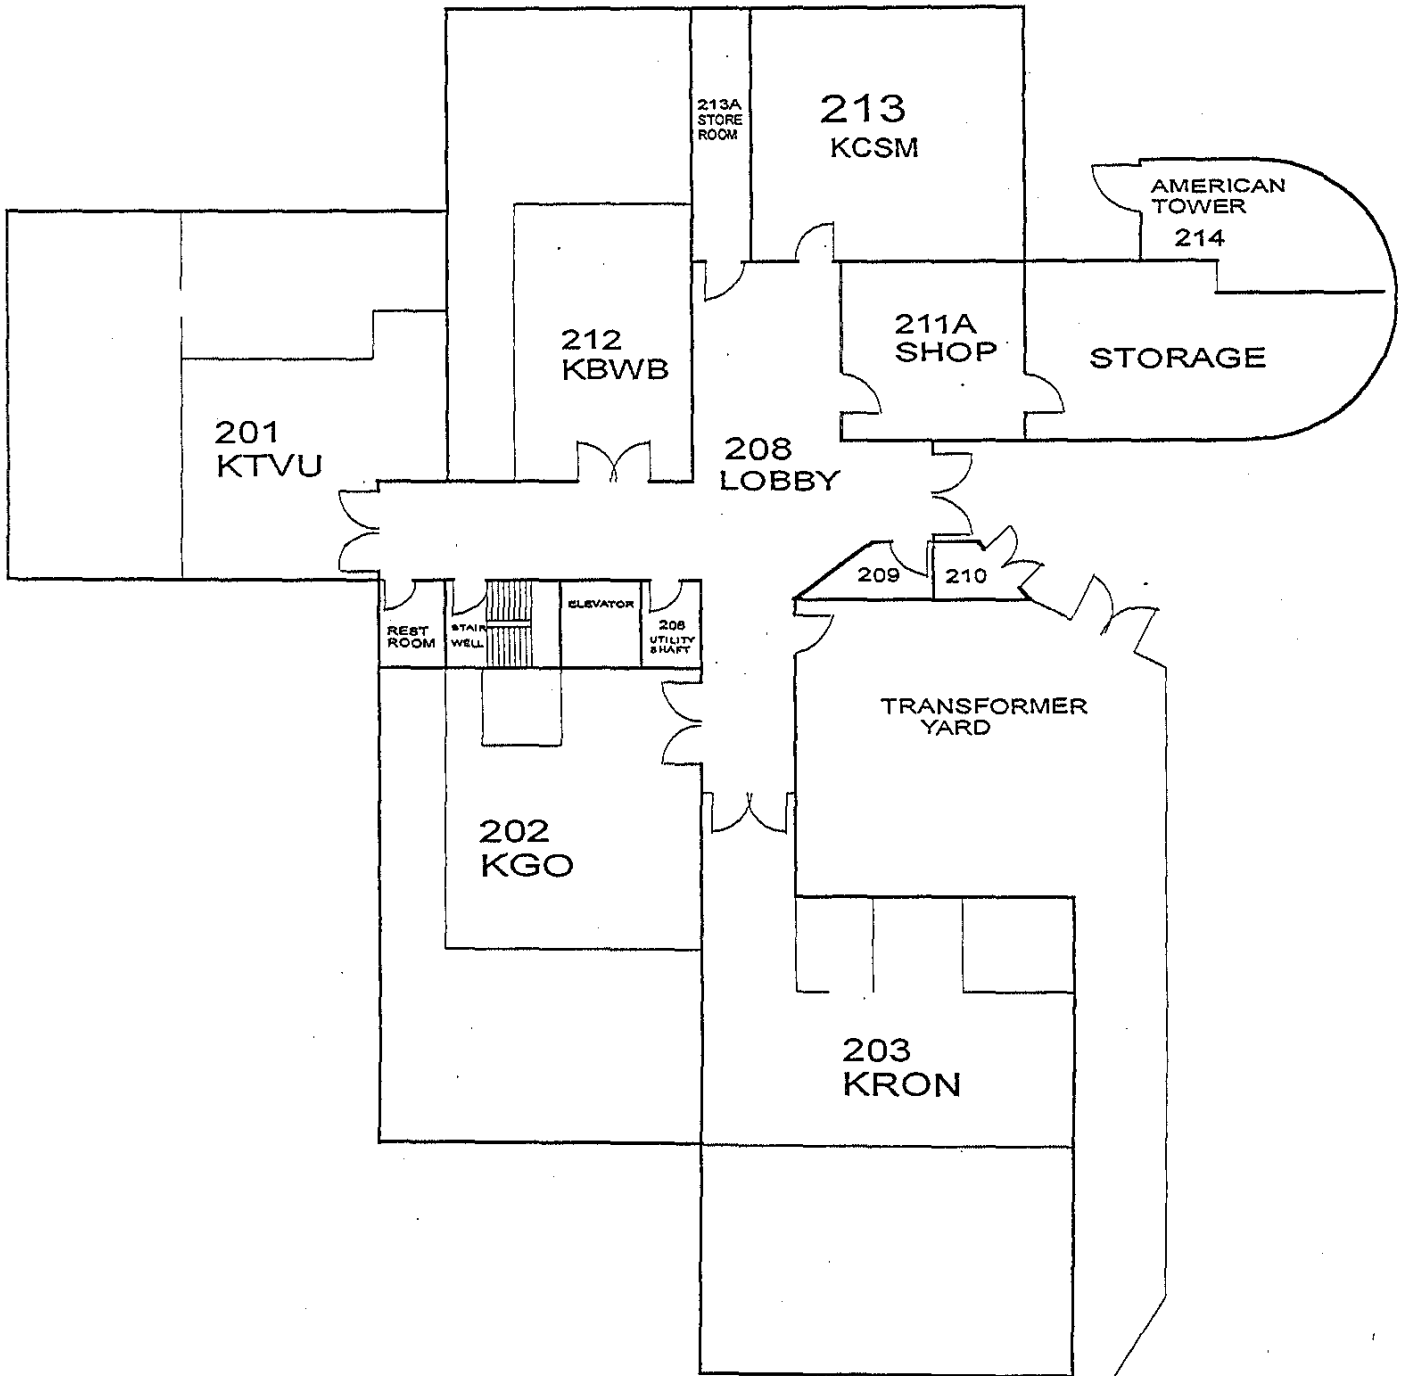 213A
STORE
ROOM
213
KCSM
AMERICAN
TOWER
214
212
KBWB
211A
SHOP
STORAGE
201
KTVU
208
LOBBY
209
210
REST
ROOM
STAIR
WELL
ELEVATOR
206
UTILITY
SHAFT
TRANSFORMER
YARD
202
KGO
203
KRON